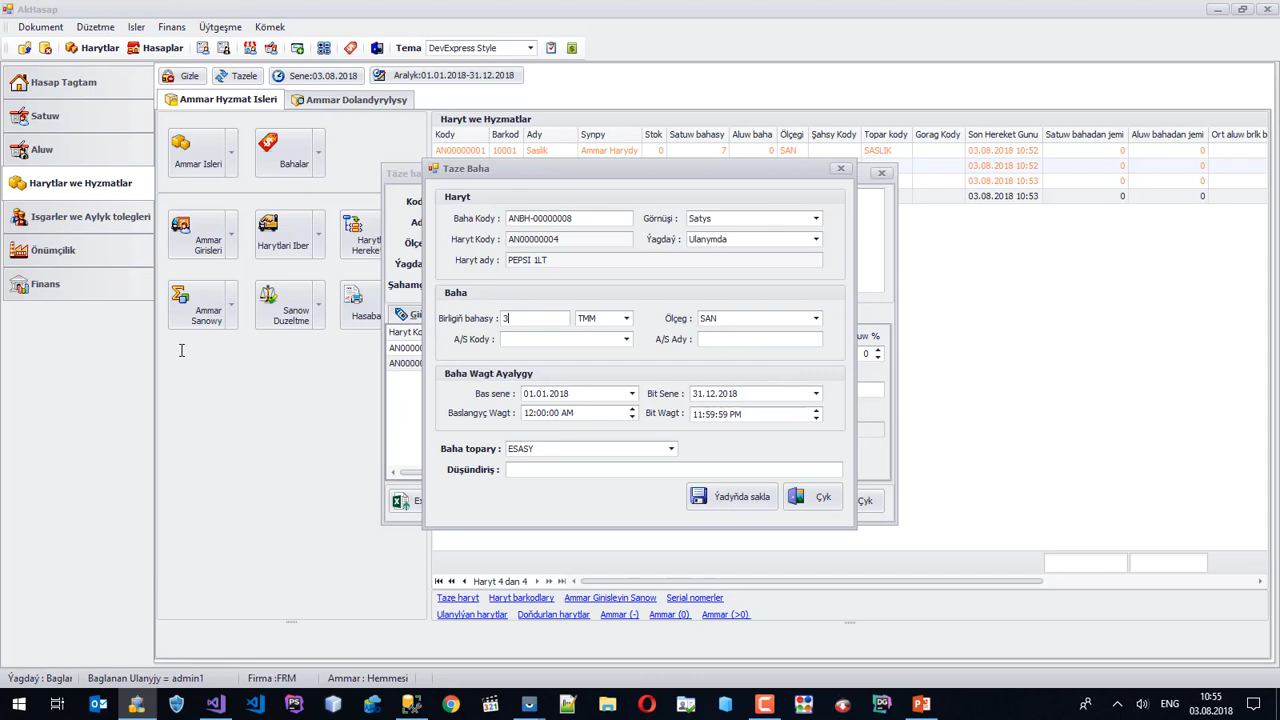 AkHasap
Dokument Düzetme Isler Finans Üýtgeşme Kömek
Harytlar Hasaplar Tema DevExpress Style
Hasap Tagtam
Satuw
Aluw
Harytlar we Hyzmatlar
Isgarler we Aylyk tolegleri
Önümçilik
Finans
Gizle Tazele Sene:03.08.2018 Aralyk:01.01.2018-31.12.2018
Ammar Hyzmat Isleri Ammar Dolandyrylysy
Ammar Isleri Bahalar
Ammar Girisleri Harytlari Iber
Ammar Sanowy Sanow Duzeltme
Haryt we Hyzmatlar
Kody Barkod Ady Synpy Stok Satuw bahasy Aluw baha Ölçegi Şahsy Kody Topar kody Gorag Kody Son Hereket Gunu Satuw bahadan jemi Aluw bahadan jemi Ort aluw brlk b
AN00000001 10001 Saslik Ammar Harydy 0 7 0 SAN SASLIK 03.08.2018 10:52 0 0
03.08.2018 10:52 0 0
03.08.2018 10:53 0 0
03.08.2018 10:53 0 0
Taze Baha
Haryt
Baha Kody : ANBH-00000008 Görnüşi : Satys
Haryt Kody : AN00000004 Ýagdaý : Ulanymda
Haryt ady : PEPSI 1LT
Baha
Birligiñ bahasy : 3 TMM Ölçeg : SAN
A/S Kody : A/S Ady :
Baha Wagt Ayalygy
Bas sene : 01.01.2018 Bit Sene : 31.12.2018
Baslangyç Wagt : 12:00:00 AM Bit Wagt : 11:59:59 PM
Baha topary : ESASY
Düşündiriş :
Ýadyñda sakla Çyk
Çyk
Haryt 4 dan 4
Taze haryt Haryt barkodlary Ammar Girisleyin Sanow Serial nomerler
Ulanylýan harytlar Doñdurlan harytlar Ammar (-) Ammar (0) Ammar (>0)
Ýagdaý : Baglar Baglanan Ulanyjy = admin1 Firma :FRM Ammar : Hemmesi
ENG 10:55
03.08.2018